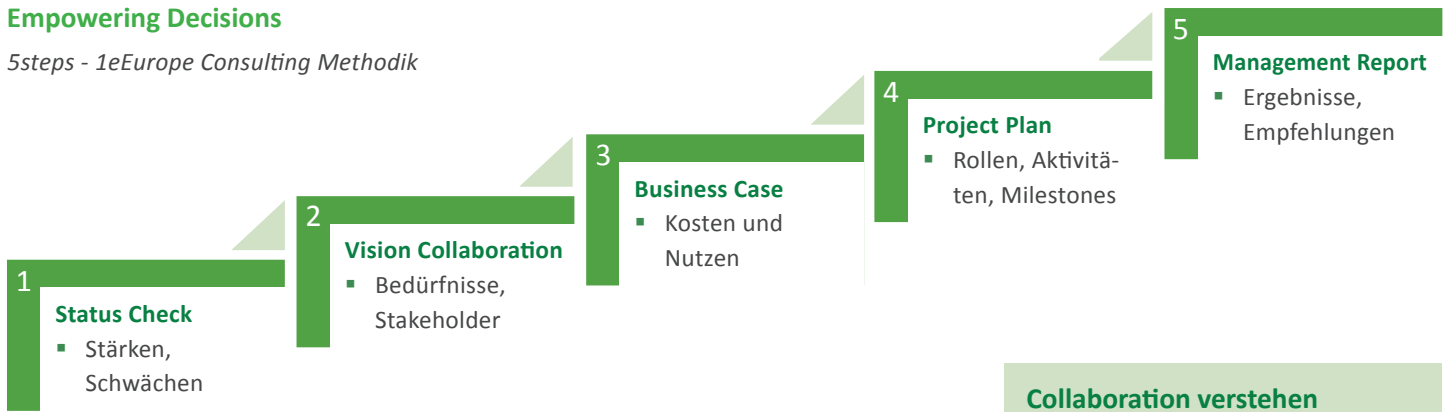 Empowering Decisions
5steps - 1eEurope Consulting Methodik
1
Status Check
▪ Stärken,
Schwächen
2
Vision Collaboration
▪ Bedürfnisse,
Stakeholder
3
Business Case
▪ Kosten und
Nutzen
4
Project Plan
▪ Rollen, Aktivitä-
ten, Milestones
5
Management Report
▪ Ergebnisse,
Empfehlungen
Collaboration verstehen